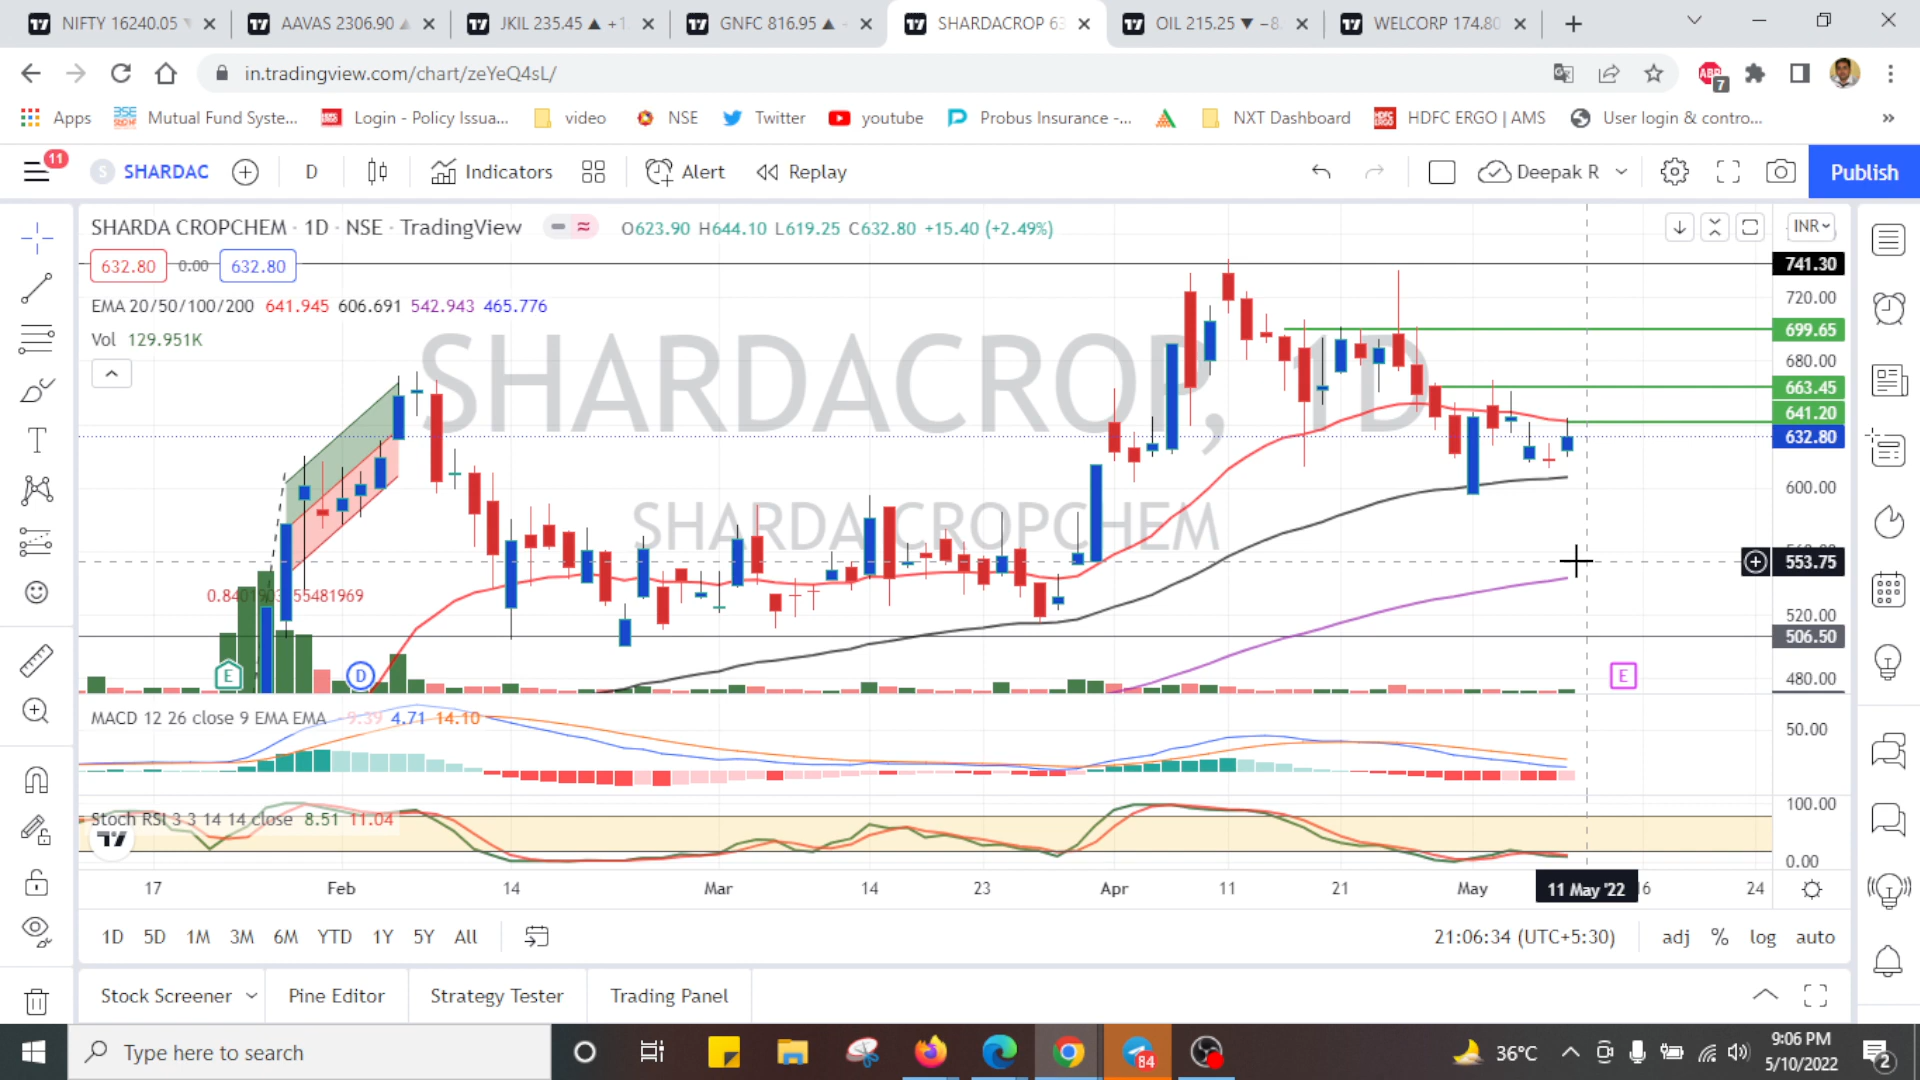 NIFTY 16240.05
AAVAS 2306.90
JKIL 235.45 ▲ +1
GNFC 816.95 ▲
SHARDACROP 63
OIL 215.25 ▼ −8.
WELCORP 174.80
in.tradingview.com/chart/zeYeQ4sL/
ABP 7
Apps
Mutual Fund Syste...
Login - Policy Issua...
video
NSE
Twitter
youtube
Probus Insurance -...
NXT Dashboard
HDFC ERGO | AMS
User login & contro...
»
11
S SHARDAC
D
Indicators
Alert
Replay
Deepak R
Publish
SHARDA CROPCHEM · 1D · NSE · TradingView
O623.90 H644.10 L619.25 C632.80 +15.40 (+2.49%)
INR
632.80 0.00 632.80
741.30
EMA 20/50/100/200 641.945 606.691 542.943 465.776
720.00
Vol 129.951K
699.65
SHARDACROP, 1D
680.00
663.45
641.20
632.80
600.00
SHARDA CROPCHEM
553.75
520.00
506.50
E
D
E
480.00
MACD 12 26 close 9 EMA EMA −9.39 4.71 14.10
50.00
Stoch RSI 3 3 14 14 close 8.51 11.04
100.00
0.00
17 Feb 14 Mar 14 23 Apr 11 21 May 11 May '22 16 24
1D 5D 1M 3M 6M YTD 1Y 5Y All
21:06:34 (UTC+5:30)
adj % log auto
Stock Screener
Pine Editor
Strategy Tester
Trading Panel
Type here to search
84
36°C
9:06 PM
5/10/2022
2